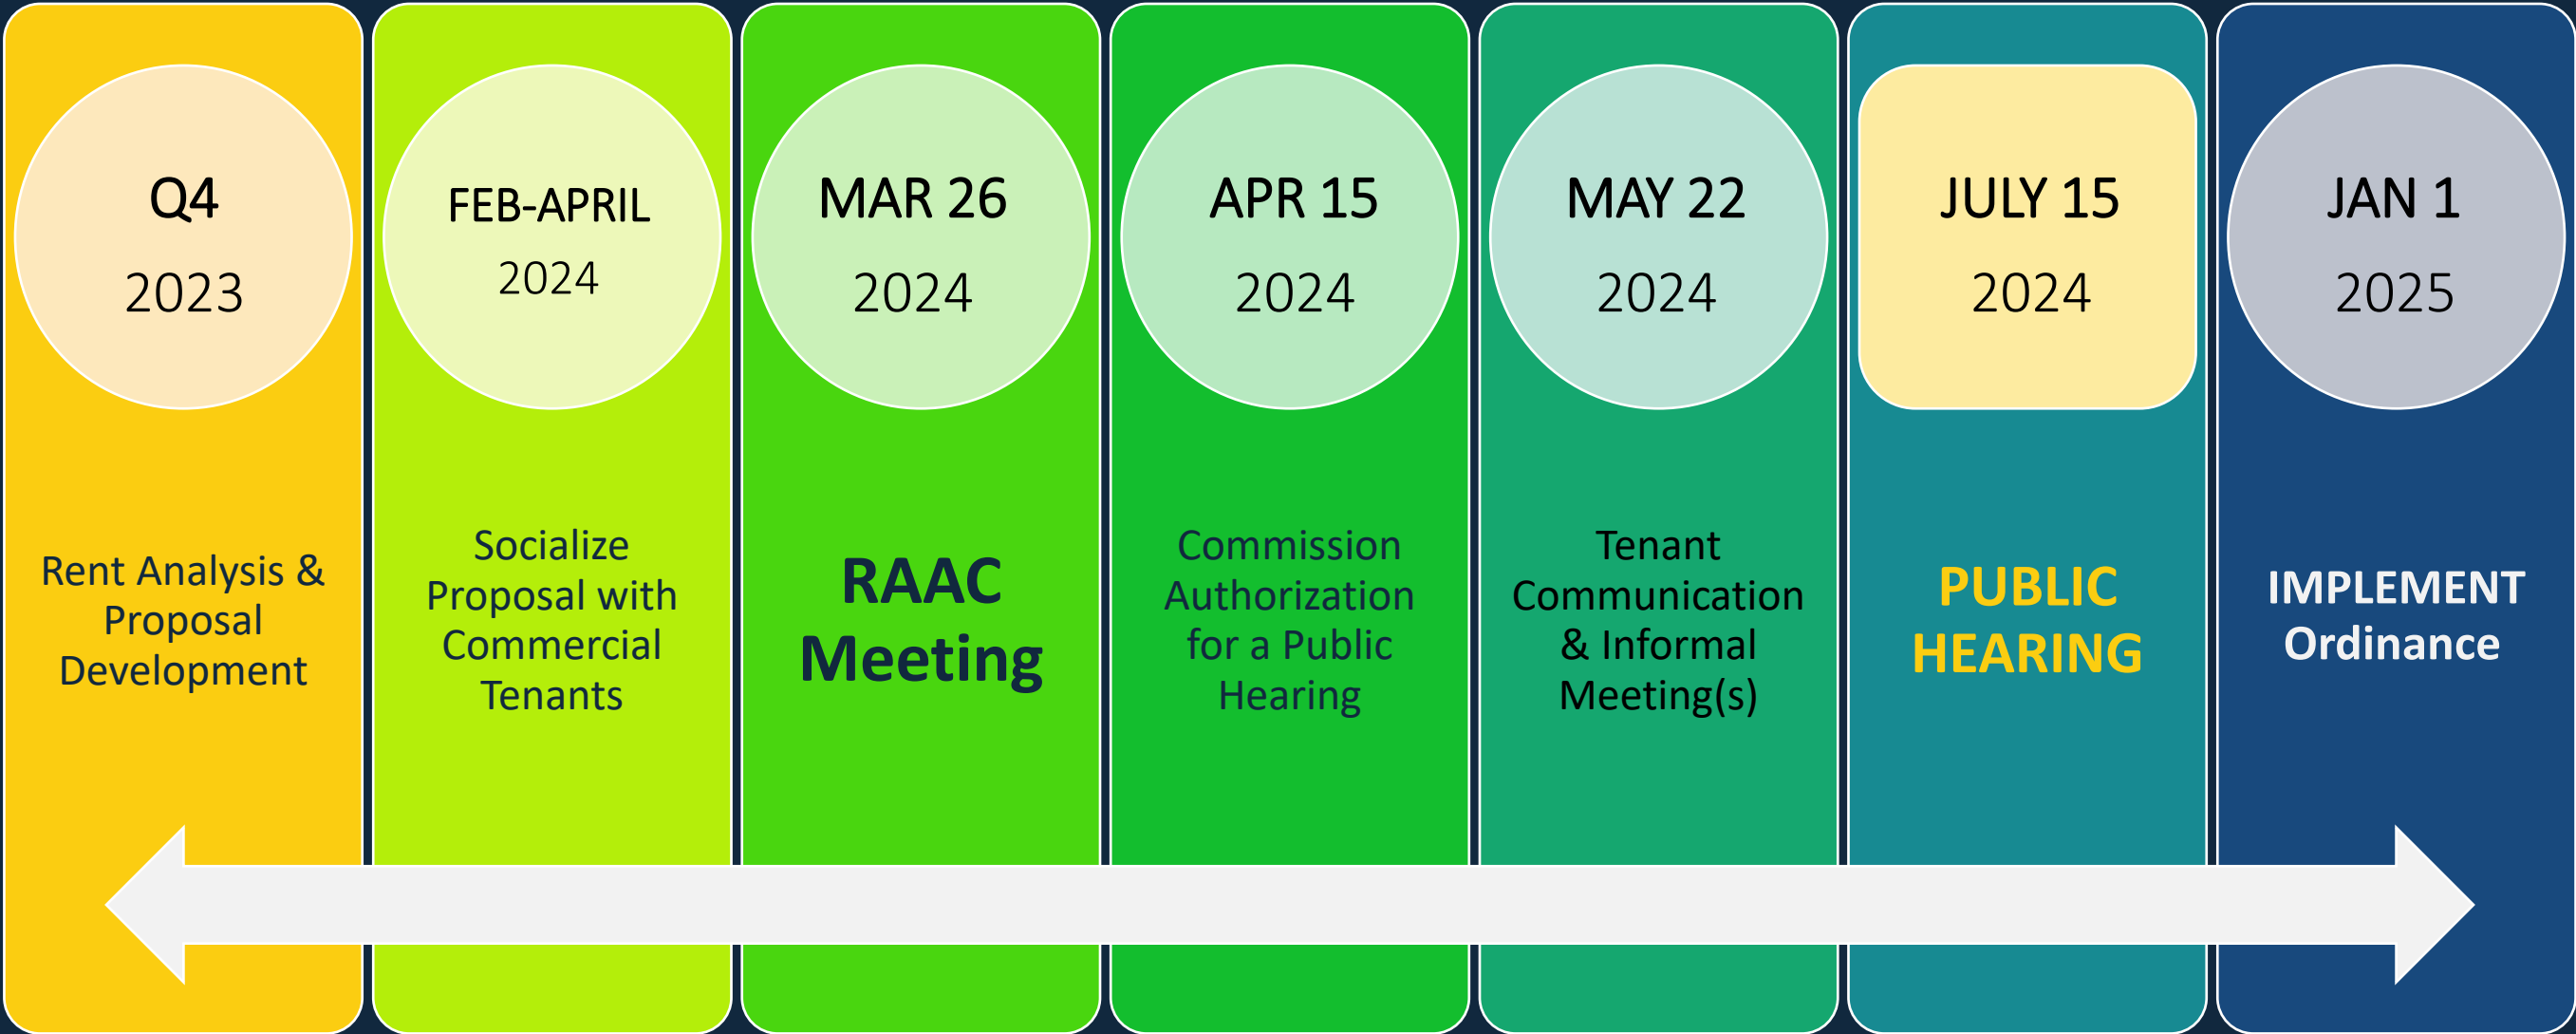 Q4
2023
Rent Analysis &
Proposal
Development
FEB-APRIL
2024
Socialize
Proposal with
Commercial
Tenants
MAR 26
2024
RAAC
Meeting
APR 15
2024
Commission
Authorization
for a Public
Hearing
MAY 22
2024
Tenant
Communication
& Informal
Meeting(s)
JULY 15
2024
PUBLIC
HEARING
JAN 1
2025
IMPLEMENT
Ordinance